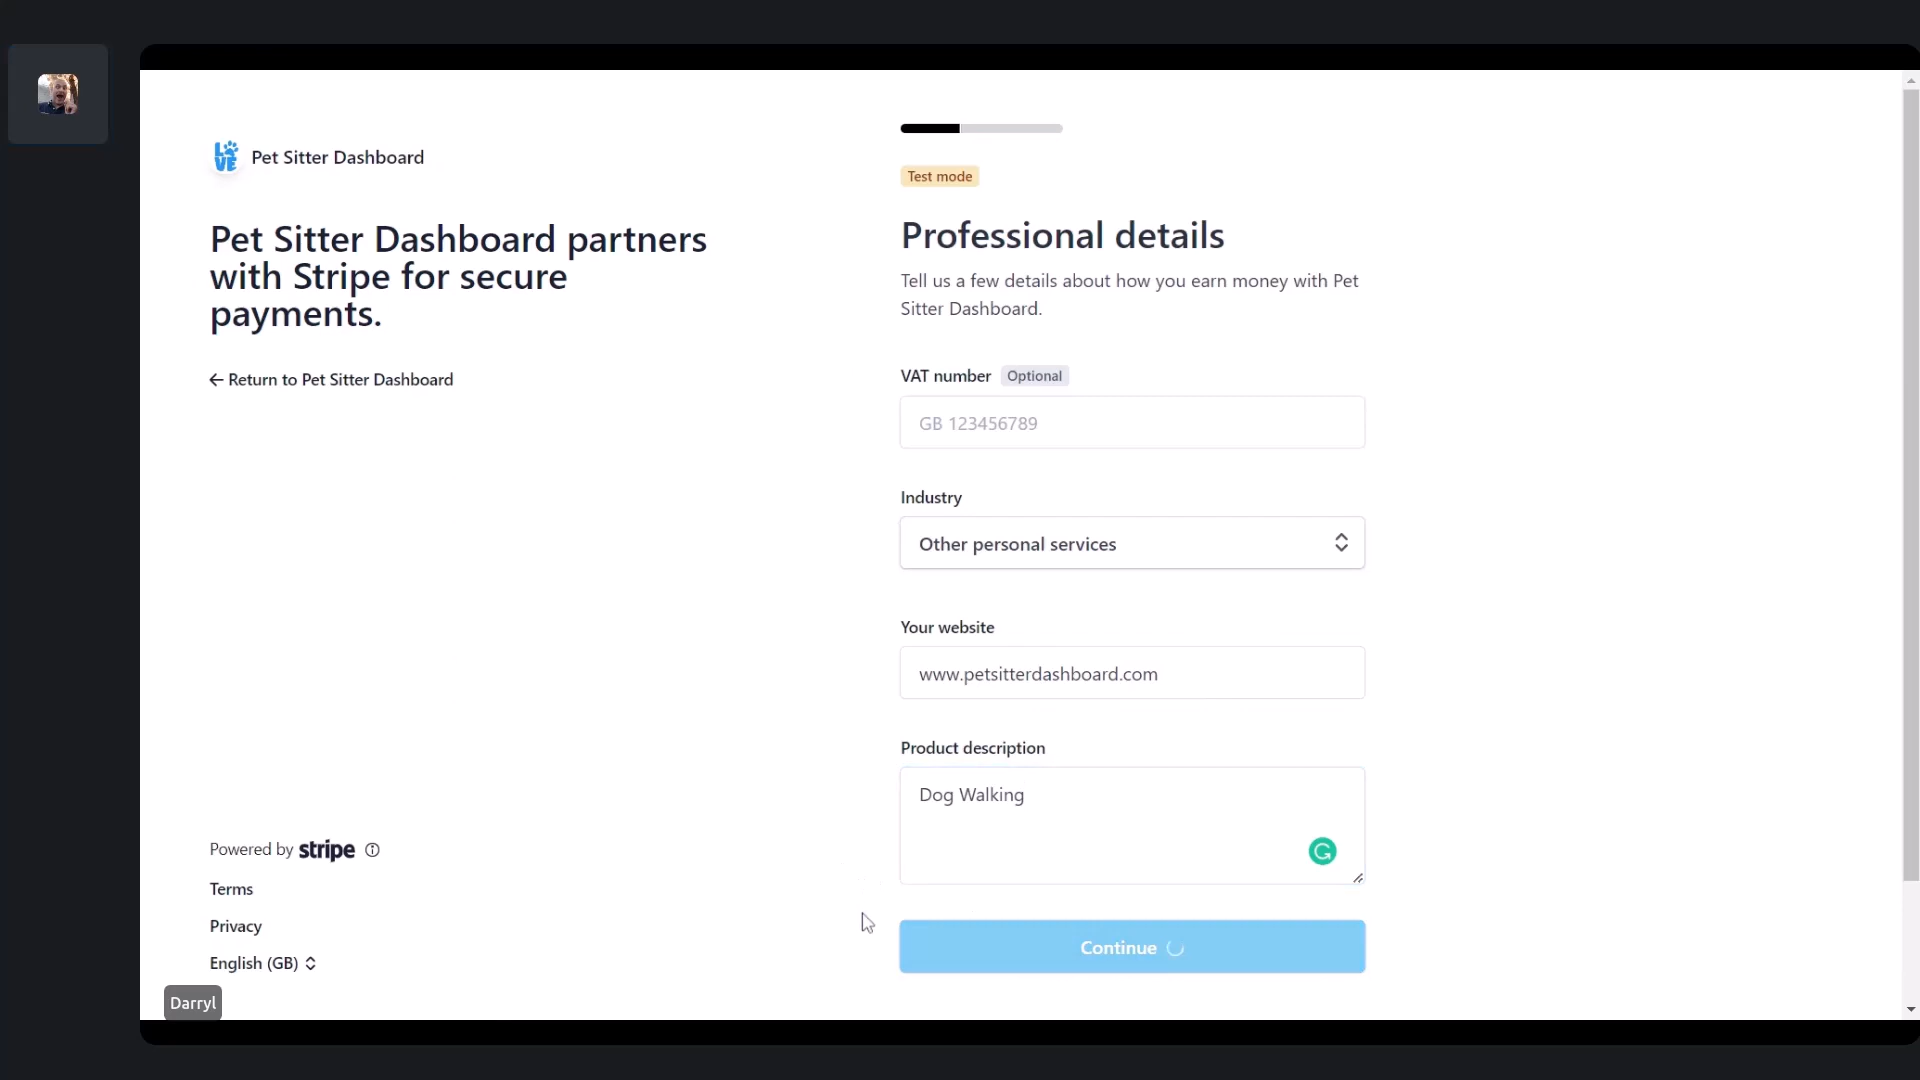 LOVE
Pet Sitter Dashboard
Pet Sitter Dashboard partners
with Stripe for secure
payments.
← Return to Pet Sitter Dashboard
Powered by stripe
Terms
Privacy
English (GB)
Darryl
Test mode
Professional details
Tell us a few details about how you earn money with Pet
Sitter Dashboard.
VAT number Optional
GB 123456789
Industry
Other personal services
Your website
www.petsitterdashboard.com
Product description
Dog Walking
Continue